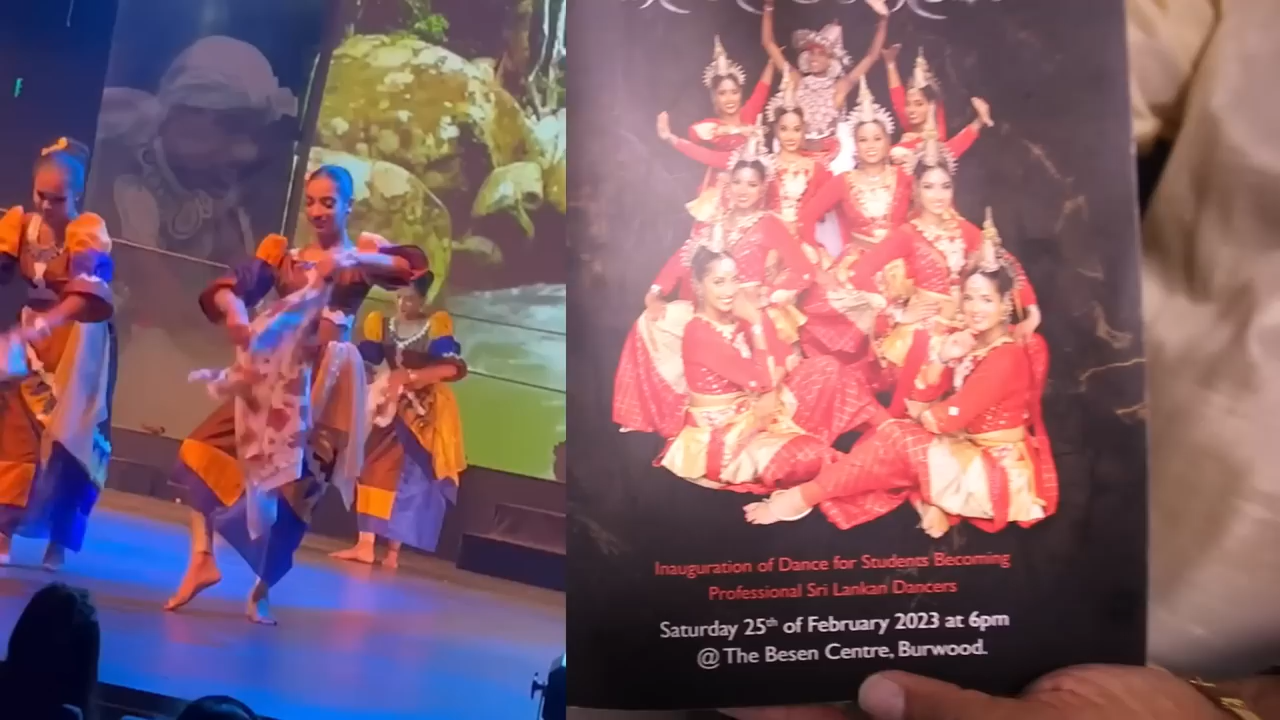 Inauguration of Dance for Students Becoming
Professional Sri Lankan Dancers
Saturday 25th of February 2023 at 6pm
@ The Besen Centre, Burwood.